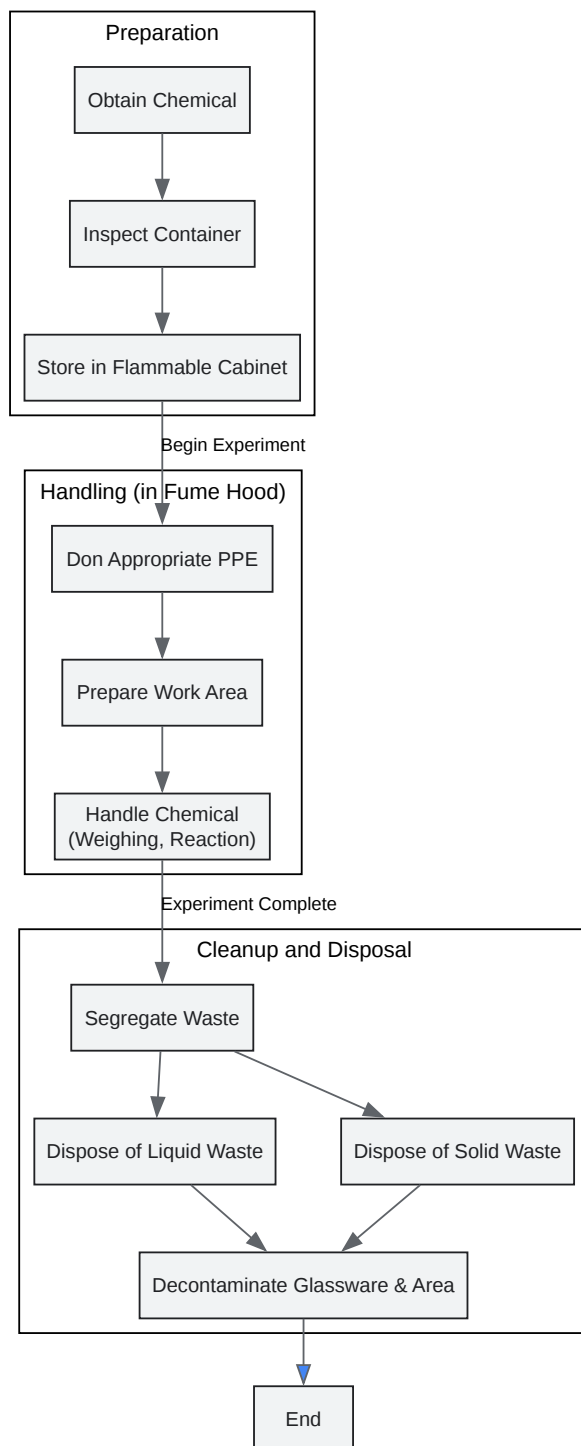 Preparation
Obtain Chemical
Inspect Container
Store in Flammable Cabinet
Begin Experiment
Handling (in Fume Hood)
Don Appropriate PPE
Prepare Work Area
Handle Chemical
(Weighing, Reaction)
Experiment Complete
Cleanup and Disposal
Segregate Waste
Dispose of Liquid Waste
Dispose of Solid Waste
Decontaminate Glassware & Area
End